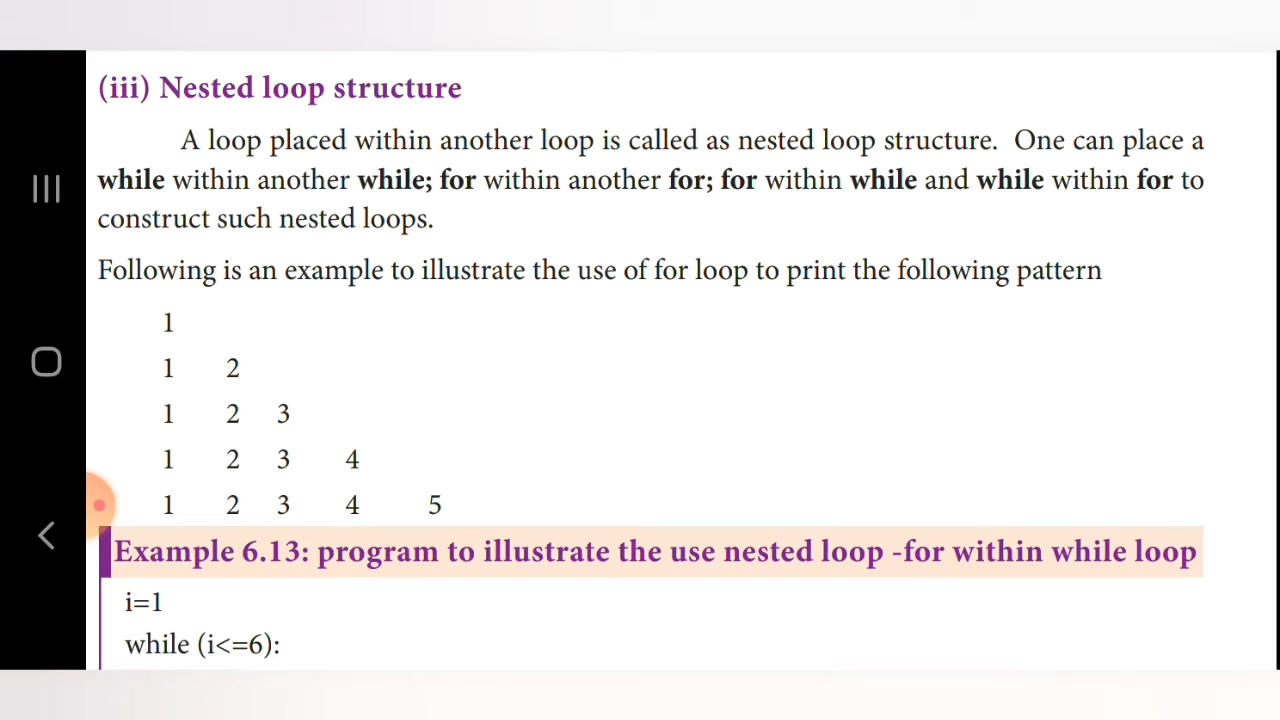 (iii) Nested loop structure
A loop placed within another loop is called as nested loop structure. One can place a
while within another while; for within another for; for within while and while within for to
construct such nested loops.
Following is an example to illustrate the use of for loop to print the following pattern
1
1 2
1 2 3
1 2 3 4
1 2 3 4 5
Example 6.13: program to illustrate the use nested loop -for within while loop
i=1
while (i<=6):